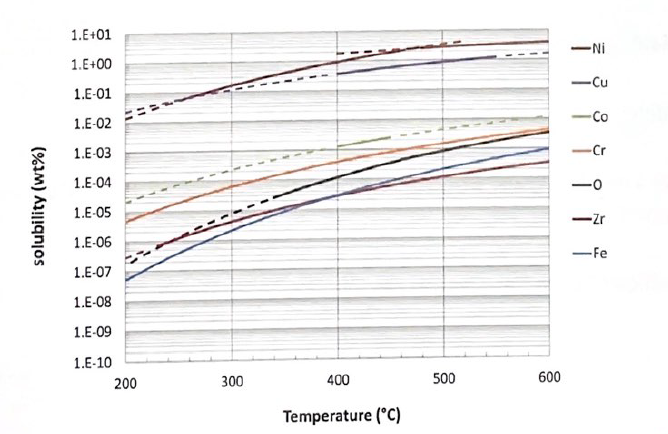 1.E+01
1.E+00
1.E-01
1.E-02
1.E-03
1.E-04
1.E-05
1.E-06
1.E-07
1.E-08
1.E-09
1.E-10
solubility (wt%)
200 300 400 500 600
Temperature (°C)
Ni
Cu
Co
Cr
O
Zr
Fe